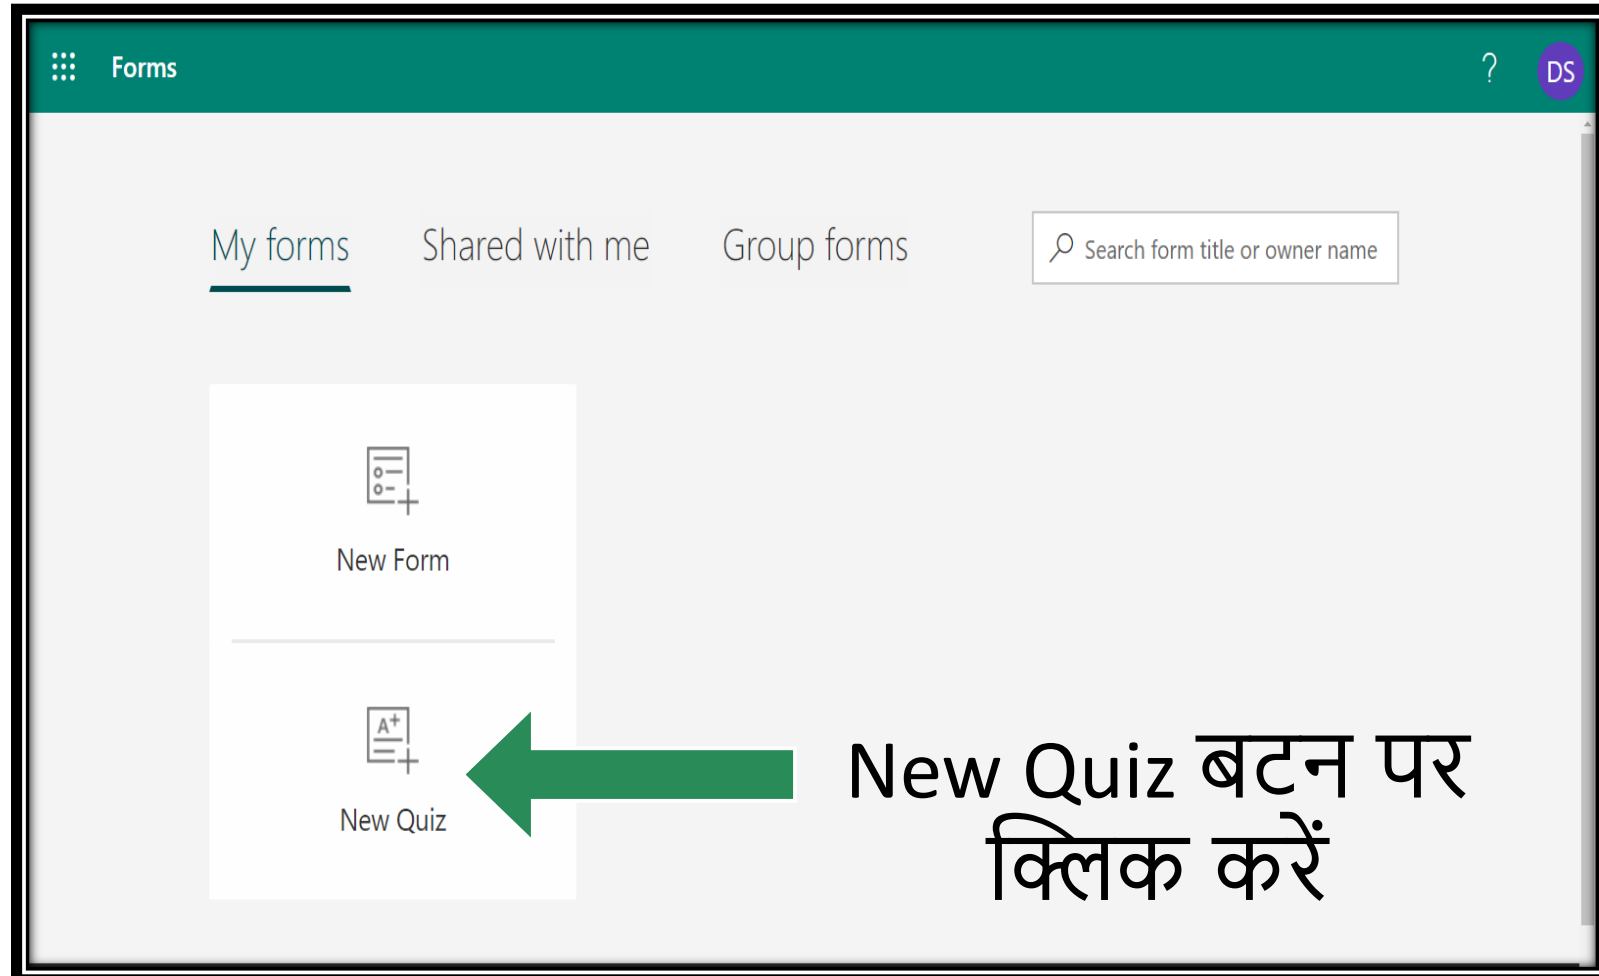 Forms
?
DS
My forms
Shared with me
Group forms
Search form title or owner name
New Form
A+
New Quiz
New Quiz बटन पर
क्लिक करें